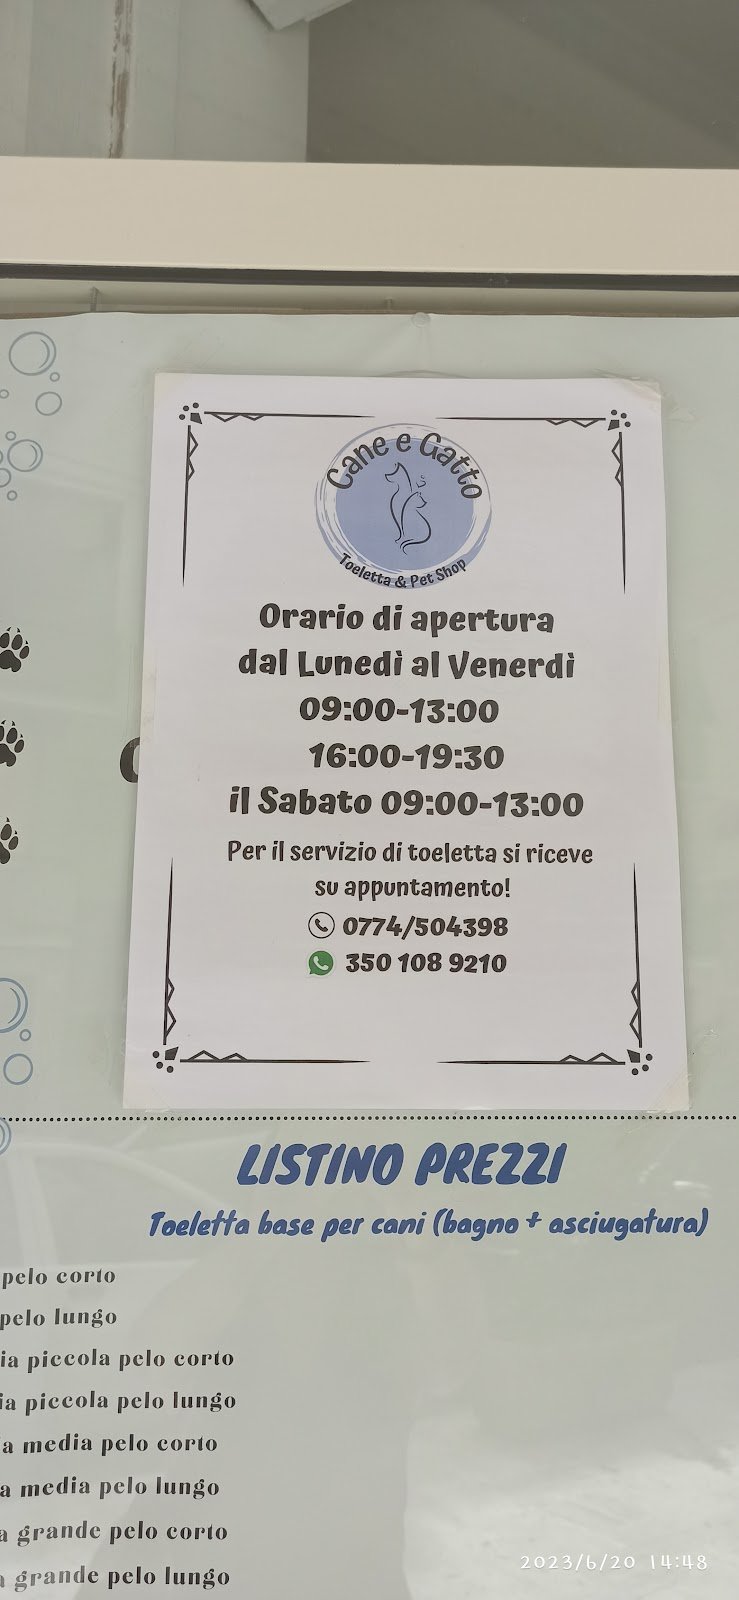 Cane e Gatto
Toeletta & Pet Shop
Orario di apertura
dal Lunedì al Venerdì
09:00-13:00
16:00-19:30
il Sabato 09:00-13:00
Per il servizio di toeletta si riceve
su appuntamento!
0774/504398
350 108 9210
LISTINO PREZZI
Toeletta base per cani (bagno + asciugatura)
pelo corto
pelo lungo
piccola pelo corto
piccola pelo lungo
media pelo corto
media pelo lungo
grande pelo corto
grande pelo lungo
2023/6/20 14:48